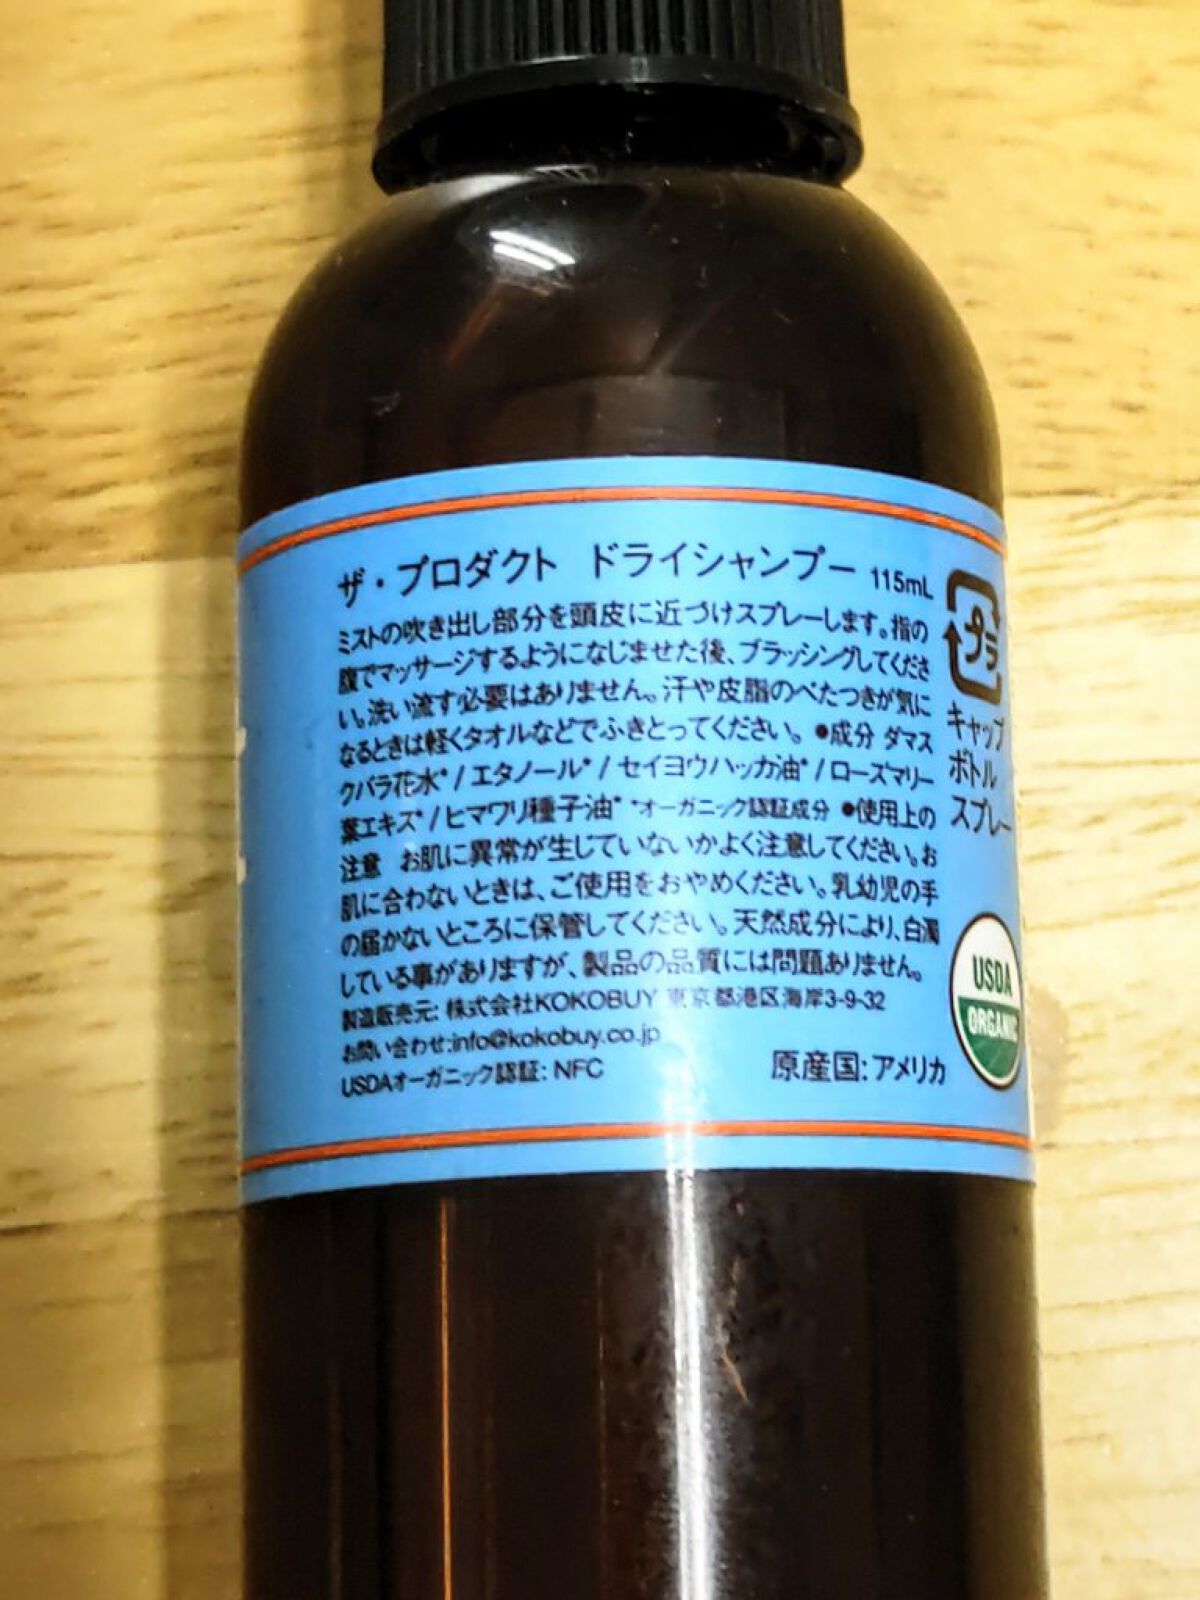 ザ・プロダクト ドライシャンプー 115mL
ミストの吹き出し部分を頭皮に近づけスプレーします。指の
腹でマッサージするようになじませた後、ブラッシングしてくださ
い。洗い流す必要はありません。汗や皮脂のべたつきが気に
なるときは軽くタオルなどでふきとってください。 ●成分 ダマス
クバラ花水*/エタノール*/セイヨウハッカ油*/ローズマリー
葉エキス*/ヒマワリ種子油* *オーガニック認証成分 ●使用上の
注意 お肌に異常が生じていないかよく注意してください。お
肌に合わないときは、ご使用をおやめください。乳幼児の手
の届かないところに保管してください。天然成分により、白濁
している事がありますが、製品の品質には問題ありません。
製造販売元: 株式会社KOKOBUY 東京都港区海岸3-9-32
お問い合わせ:info@kokobuy.co.jp
USDAオーガニック認証: NFC
原産国: アメリカ
プラ
キャップ
ボトル
スプレー
USDA
ORGANIC